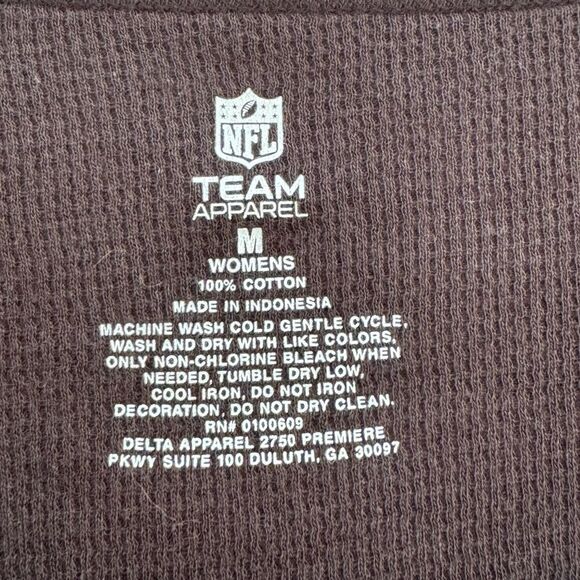 NFL
TEAM
APPAREL
M
WOMENS
100% COTTON
MADE IN INDONESIA
MACHINE WASH COLD GENTLE CYCLE,
WASH AND DRY WITH LIKE COLORS,
ONLY NON-CHLORINE BLEACH WHEN
NEEDED, TUMBLE DRY LOW,
COOL IRON, DO NOT IRON
DECORATION, DO NOT DRY CLEAN.
RN# 0100609
DELTA APPAREL 2750 PREMIERE
PKWY SUITE 100 DULUTH, GA 30097